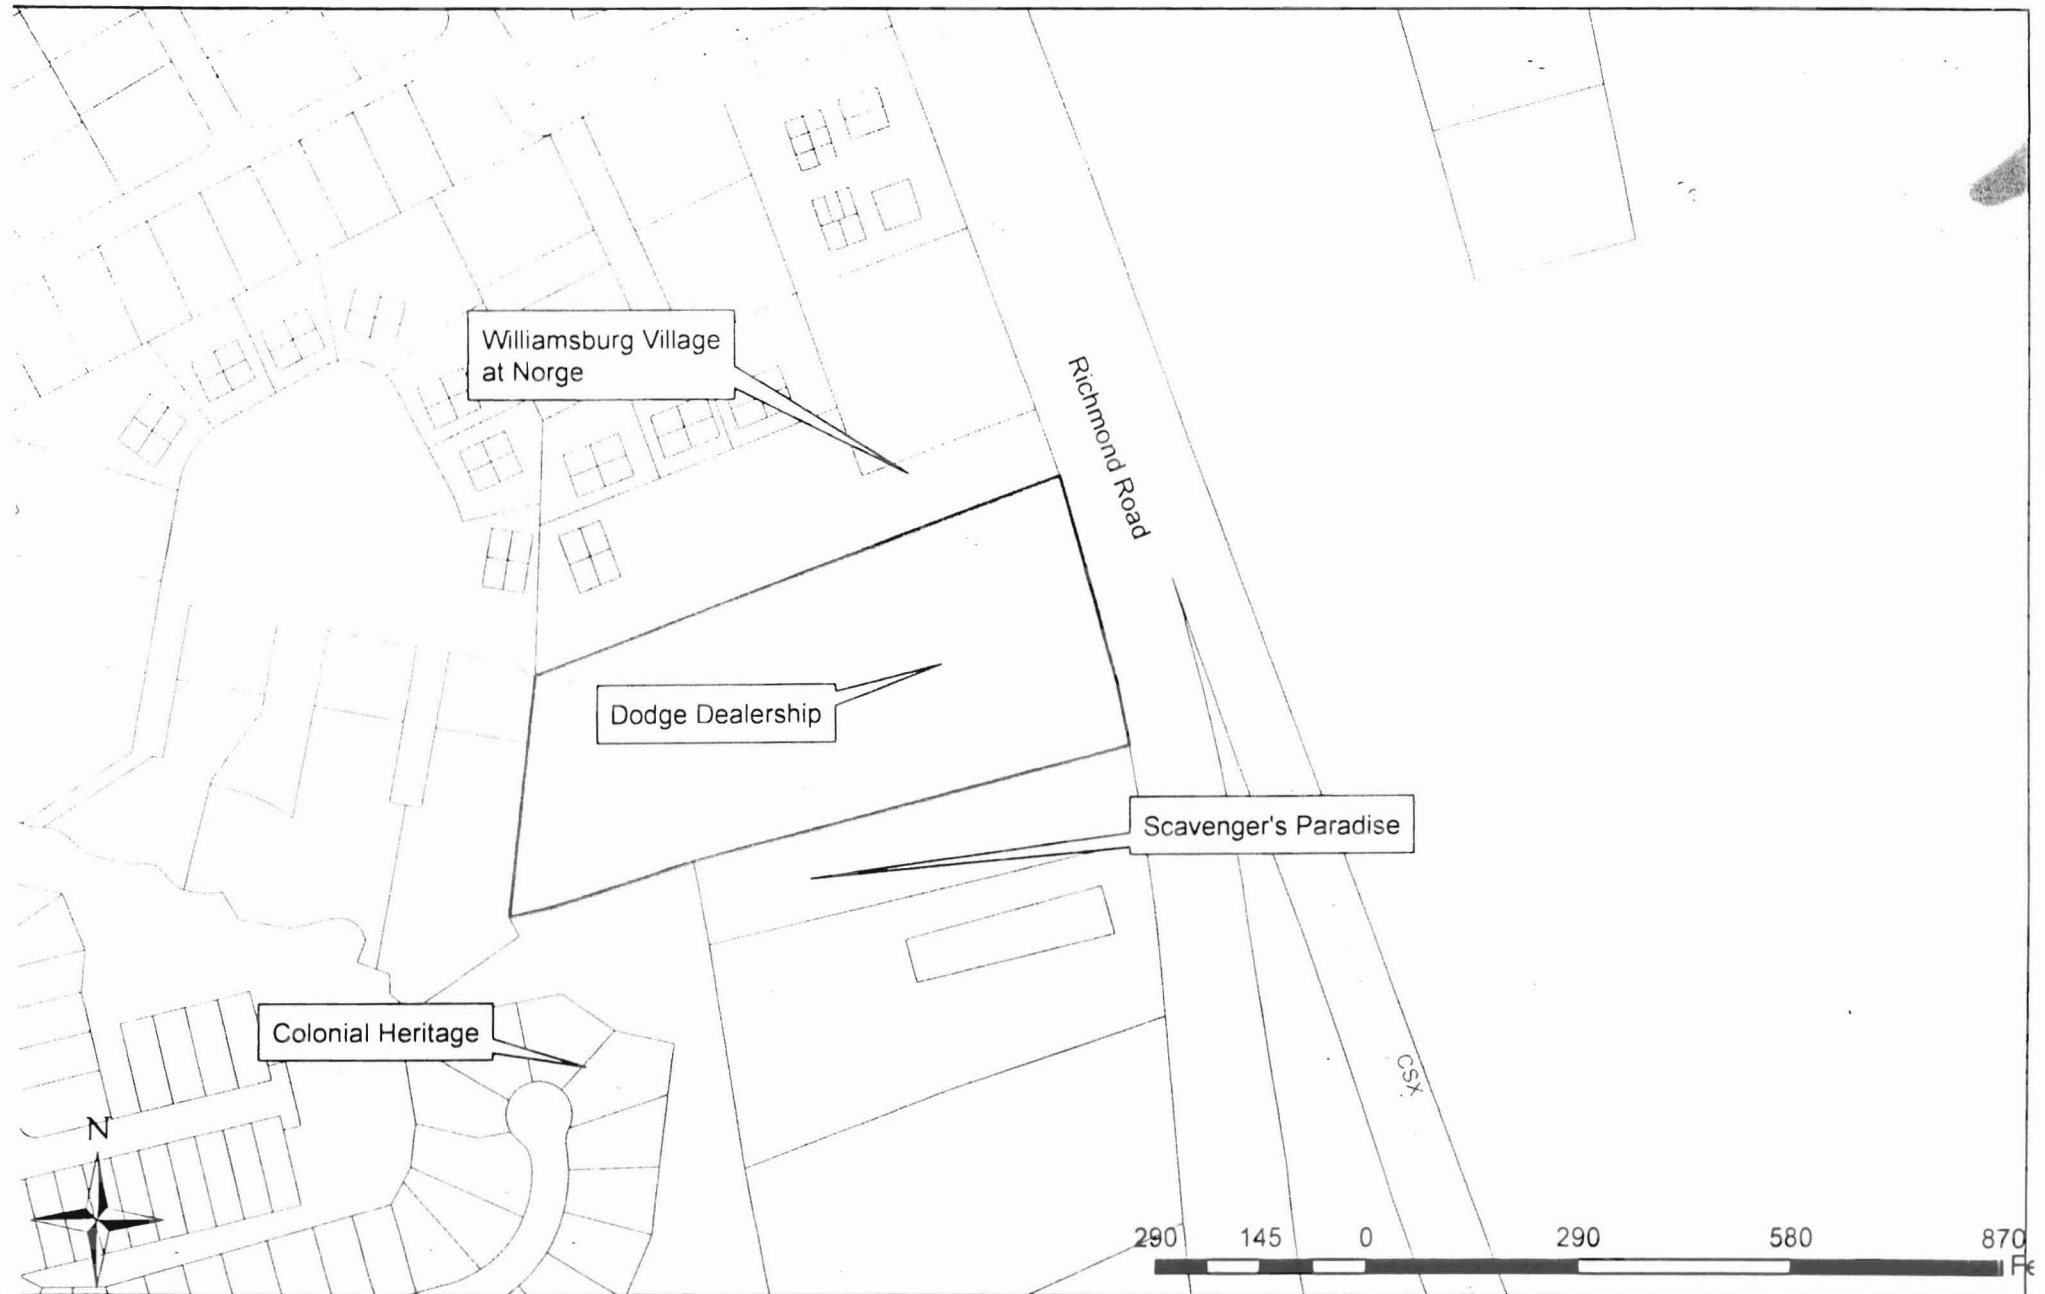 Williamsburg Village
at Norge
Richmond Road
Dodge Dealership
Scavenger's Paradise
Colonial Heritage
CSX
N
290 145 0 290 580 870